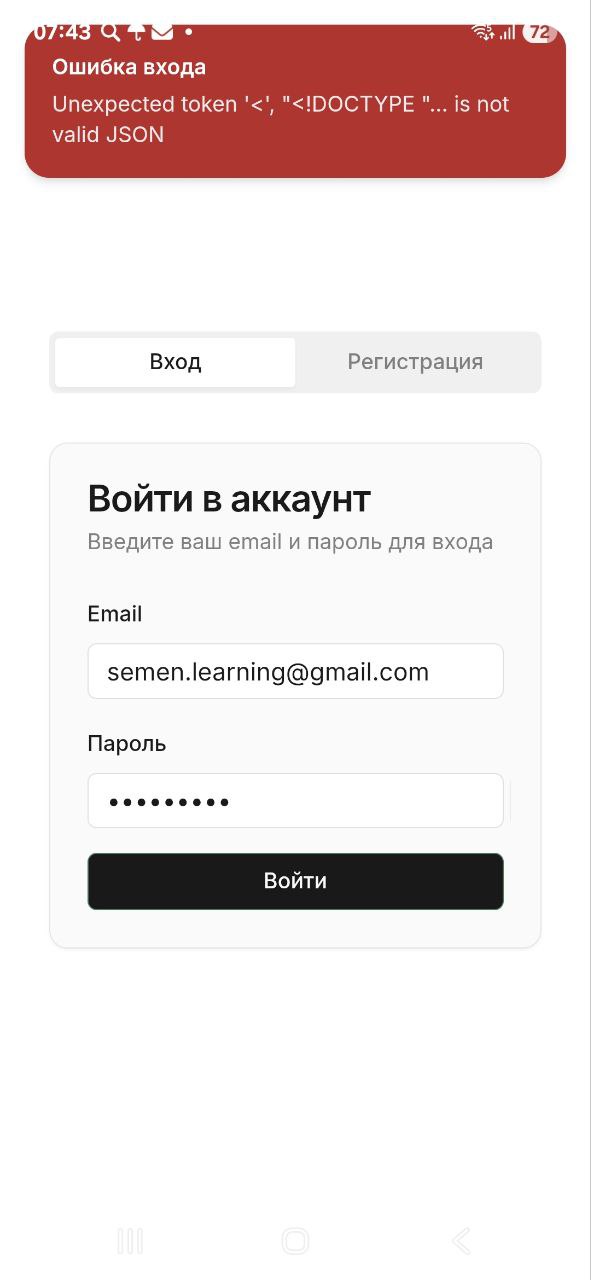 07:43
72
Ошибка входа
Unexpected token '<', "<!DOCTYPE "... is not
valid JSON
Вход
Регистрация
Войти в аккаунт
Введите ваш email и пароль для входа
Email
semen.learning@gmail.com
Пароль
•••••••••
Войти